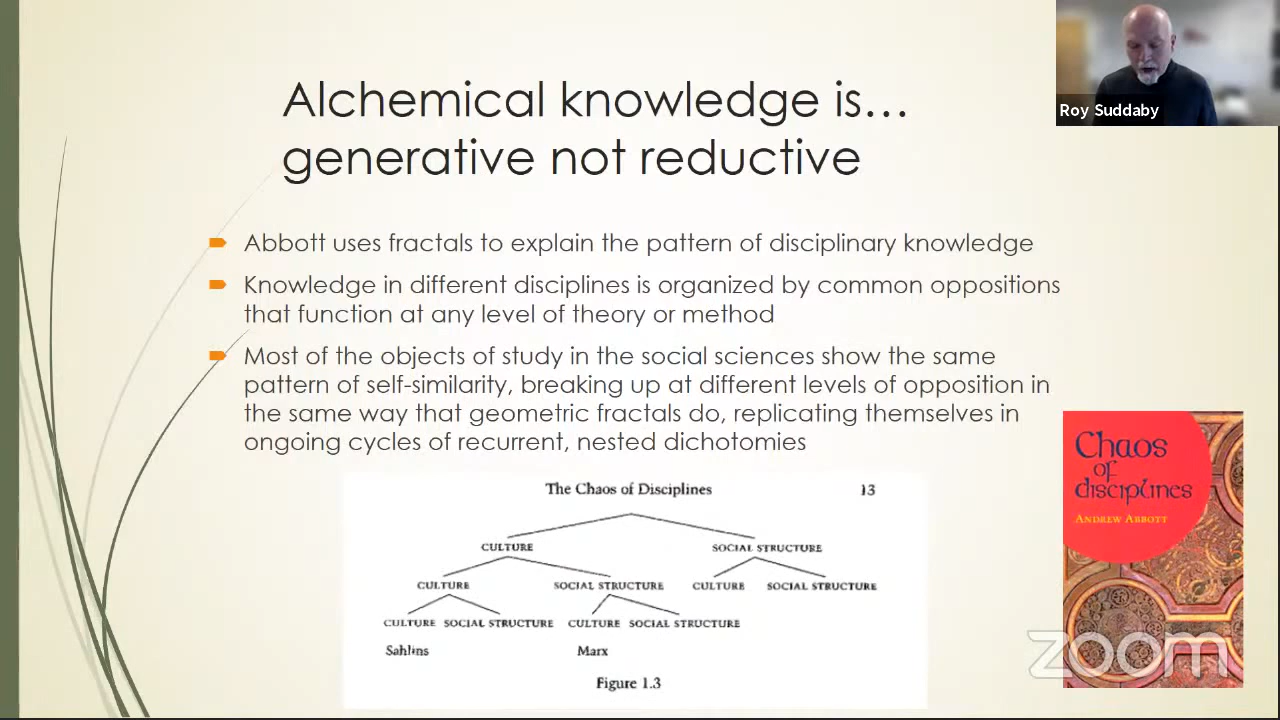 Alchemical knowledge is…
generative not reductive
Roy Suddaby
Abbott uses fractals to explain the pattern of disciplinary knowledge
Knowledge in different disciplines is organized by common oppositions
that function at any level of theory or method
Most of the objects of study in the social sciences show the same
pattern of self-similarity, breaking up at different levels of opposition in
the same way that geometric fractals do, replicating themselves in
ongoing cycles of recurrent, nested dichotomies
The Chaos of Disciplines 13
CULTURE SOCIAL STRUCTURE
CULTURE SOCIAL STRUCTURE CULTURE SOCIAL STRUCTURE
CULTURE SOCIAL STRUCTURE CULTURE SOCIAL STRUCTURE
Sahlins Marx
Figure 1.3
Chaos
of
disciplines
ANDREW ABBOTT
zoom